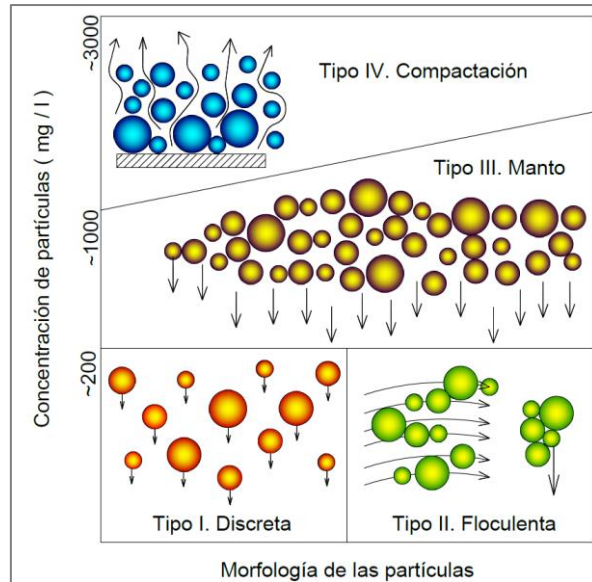 ~3000
Tipo IV. Compactación
Concentración de partículas ( mg / l )
Tipo III. Manto
~1000
~200
Tipo I. Discreta
Tipo II. Floculenta
Morfología de las partículas